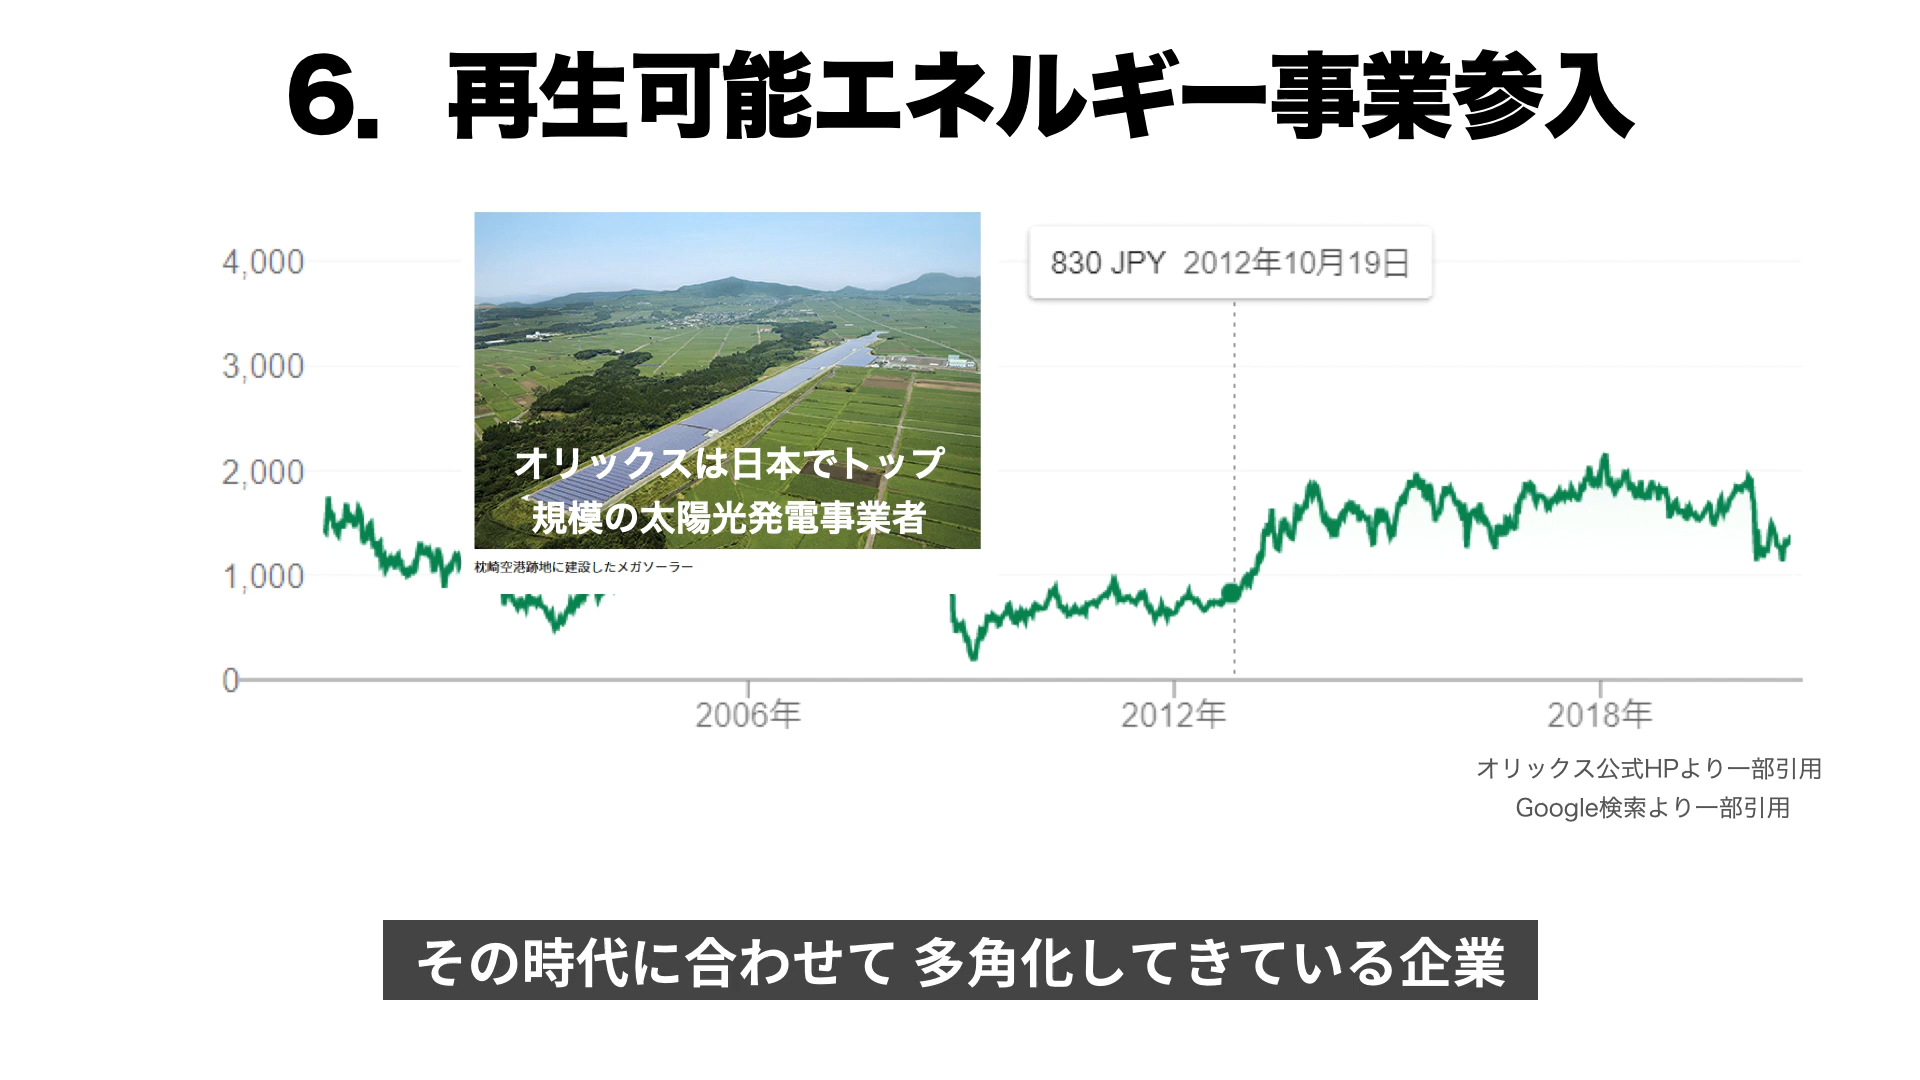 6. 再生可能エネルギー事業参入
830 JPY 2012年10月19日
4,000
3,000
2,000
1,000
0
オリックスは日本でトップ
規模の太陽光発電事業者
枕崎空港跡地に建設したメガソーラー
2006年
2012年
2018年
オリックス公式HPより一部引用
Google検索より一部引用
その時代に合わせて 多角化してきている企業